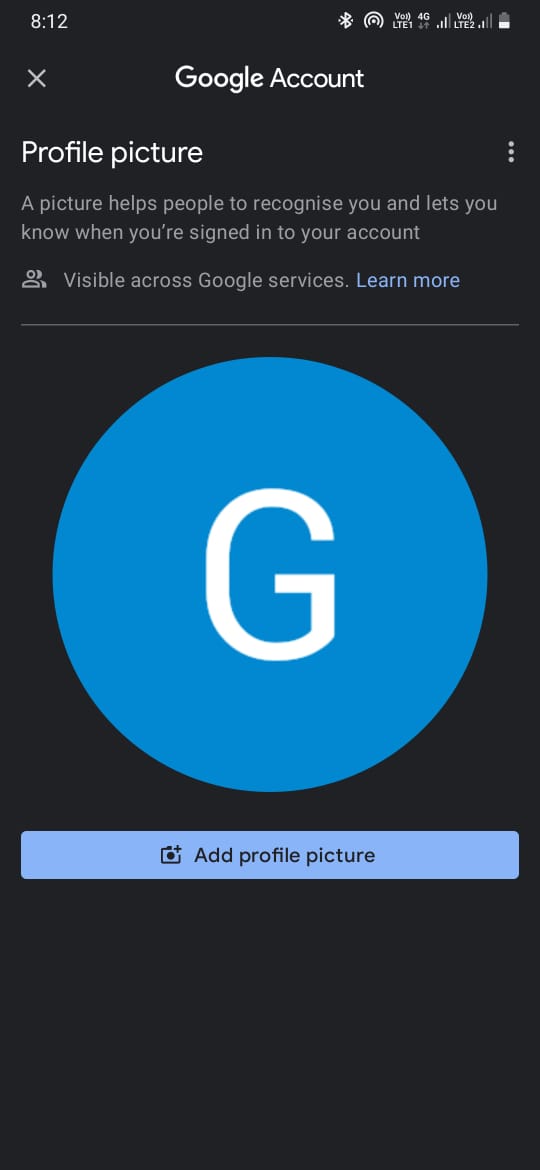 8:12
Vo)) LTE1 4G Vo)) LTE2
Google Account
Profile picture
A picture helps people to recognise you and lets you
know when you’re signed in to your account
Visible across Google services. Learn more
G
Add profile picture